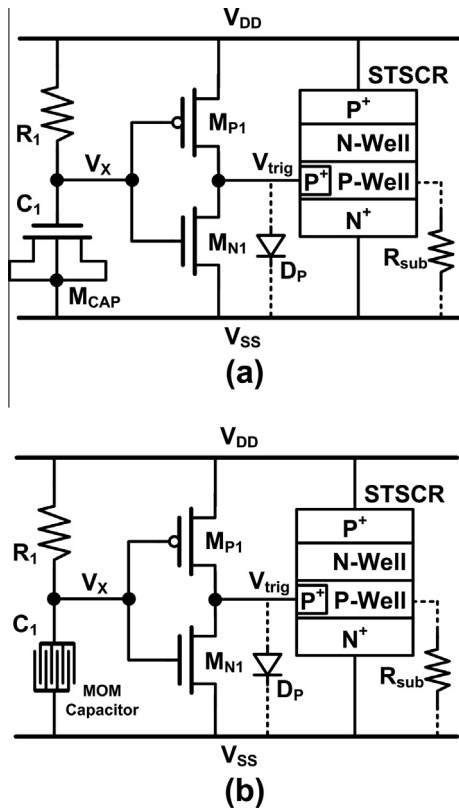 VDD
STSCR
P+
R1
MP1
N-Well
VX
Vtrig
P+ P-Well
C1
MN1
N+
DP
Rsub
MCAP
VSS
(a)
VDD
STSCR
P+
R1
MP1
N-Well
VX
Vtrig
P+ P-Well
C1
MN1
N+
MOM
Capacitor
DP
Rsub
VSS
(b)